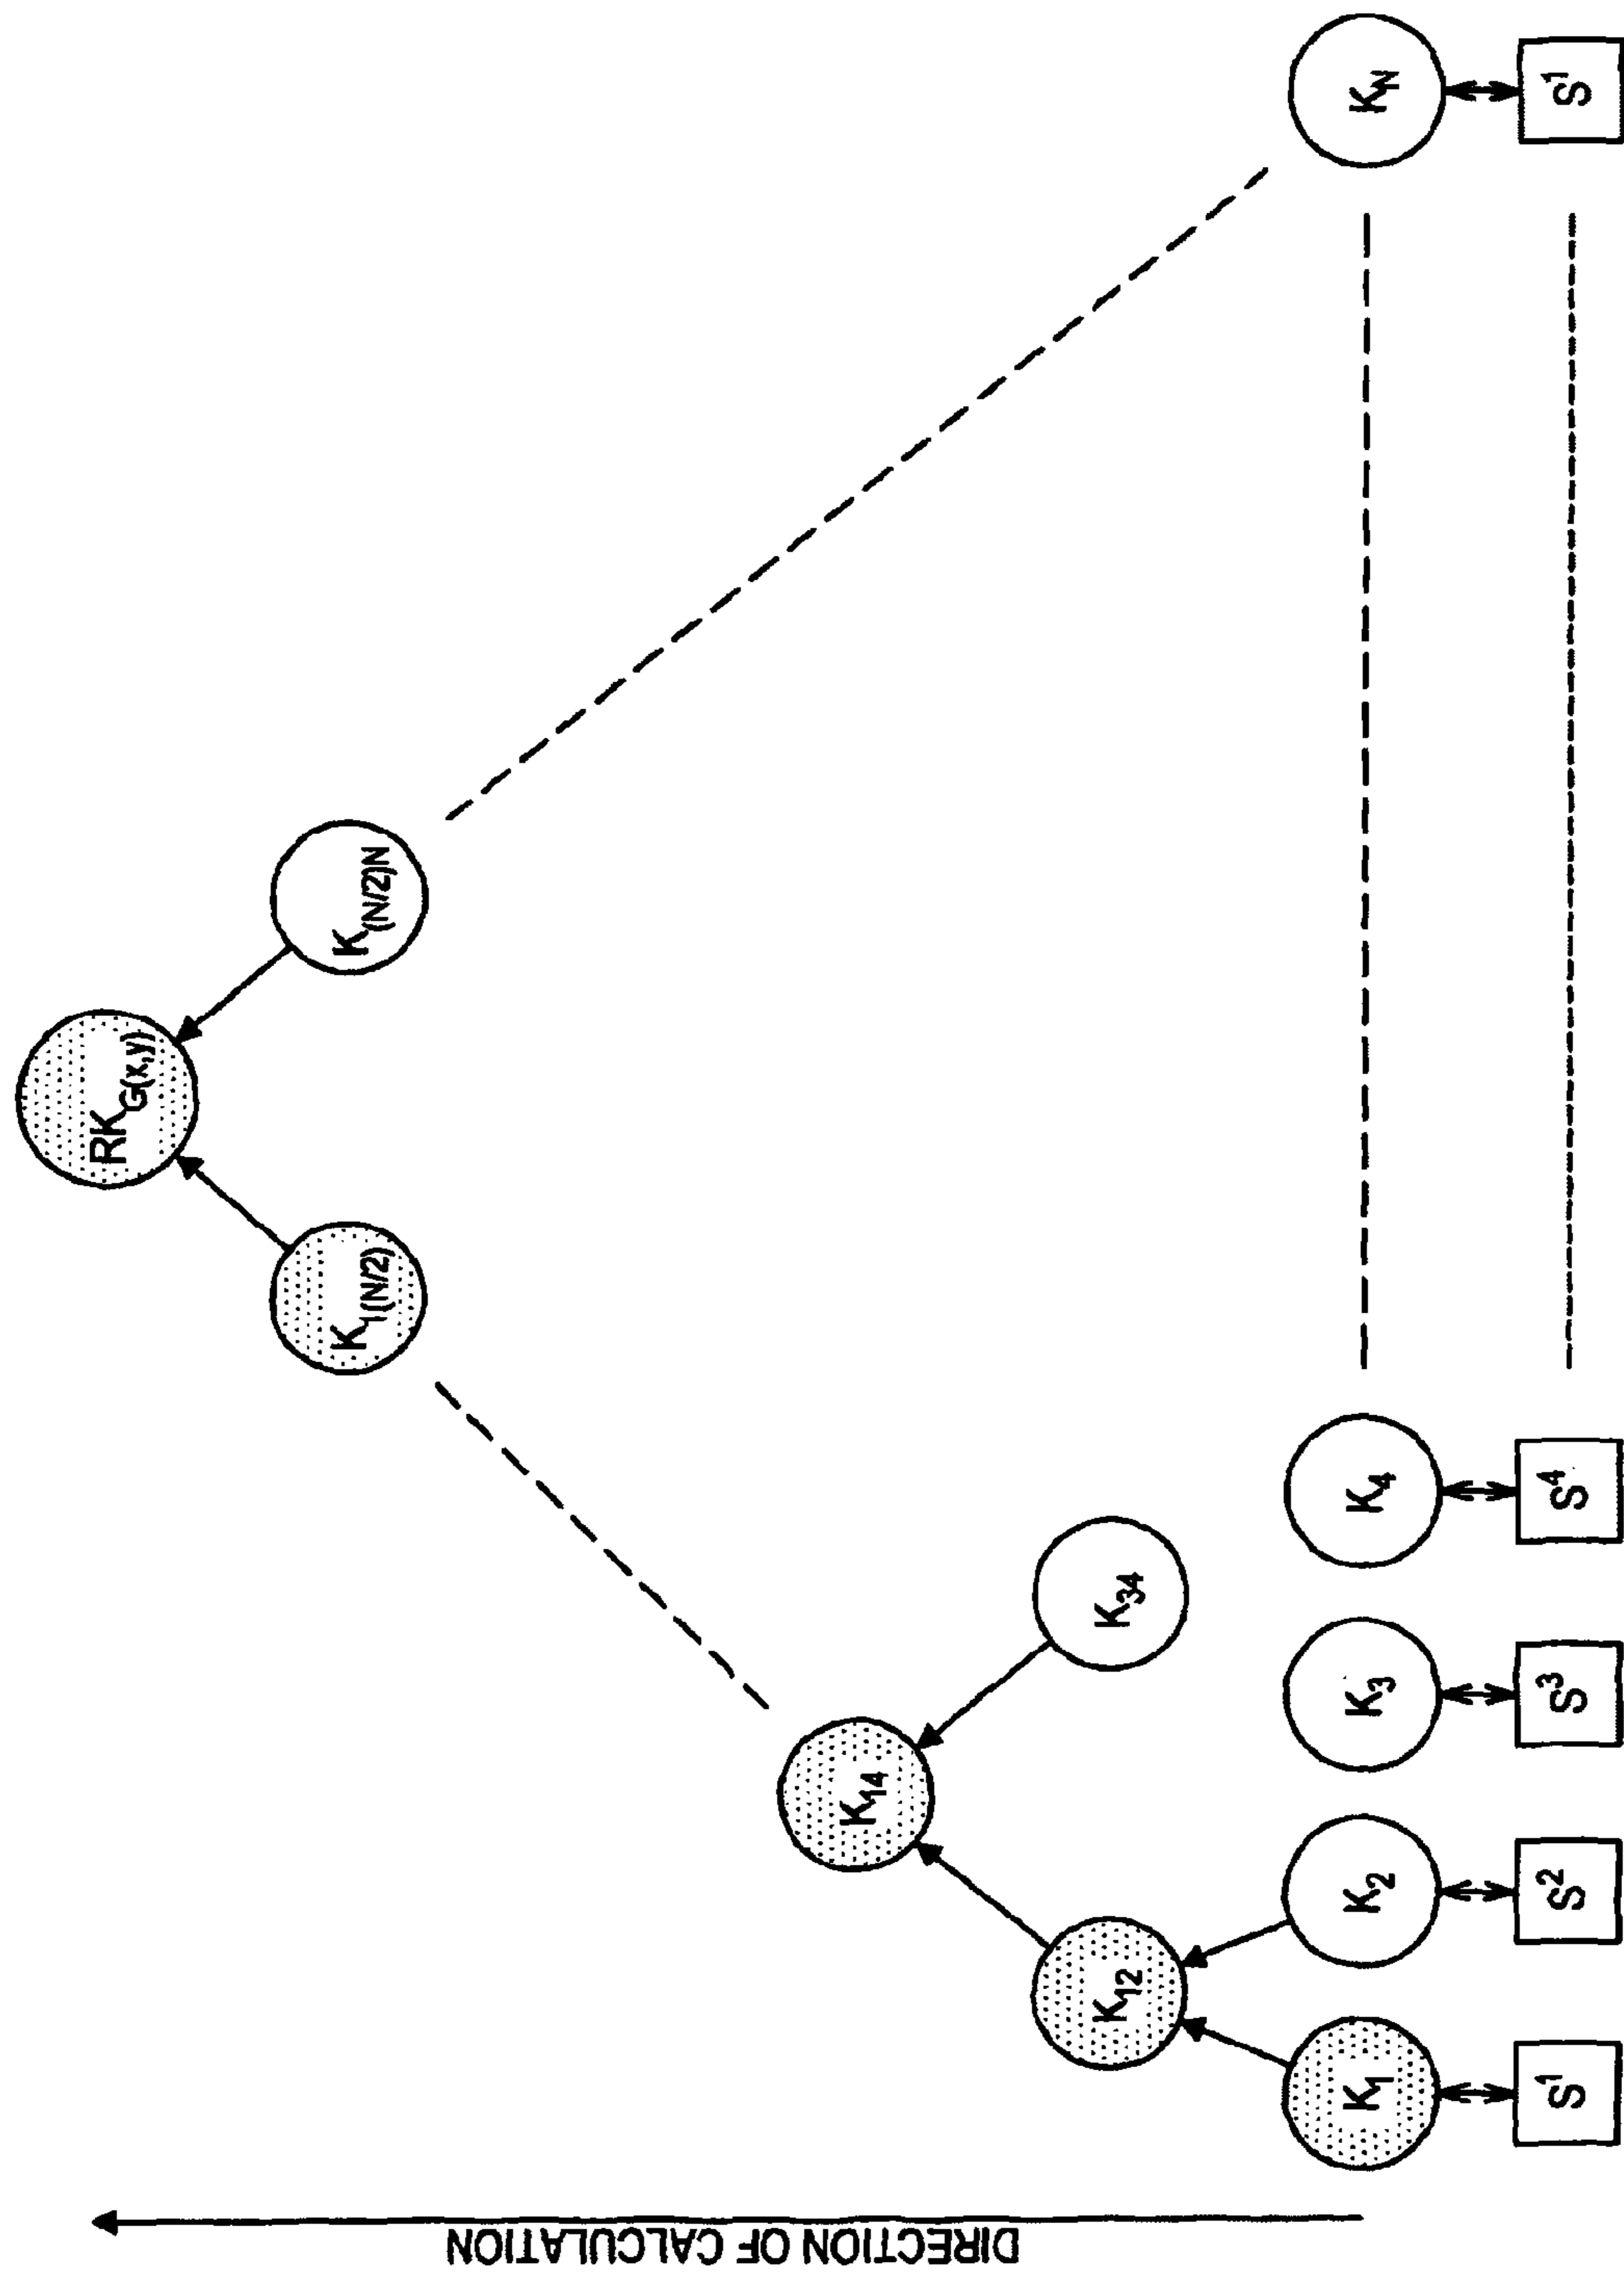 DIRECTION OF CALCULATION
RK_G(x,y)
K_1(N/2)
K_(N/2)N
K_14
K_12
K_34
K_1
K_2
K_3
K_4
K_N
S^1
S^2
S^3
S^4
S^1